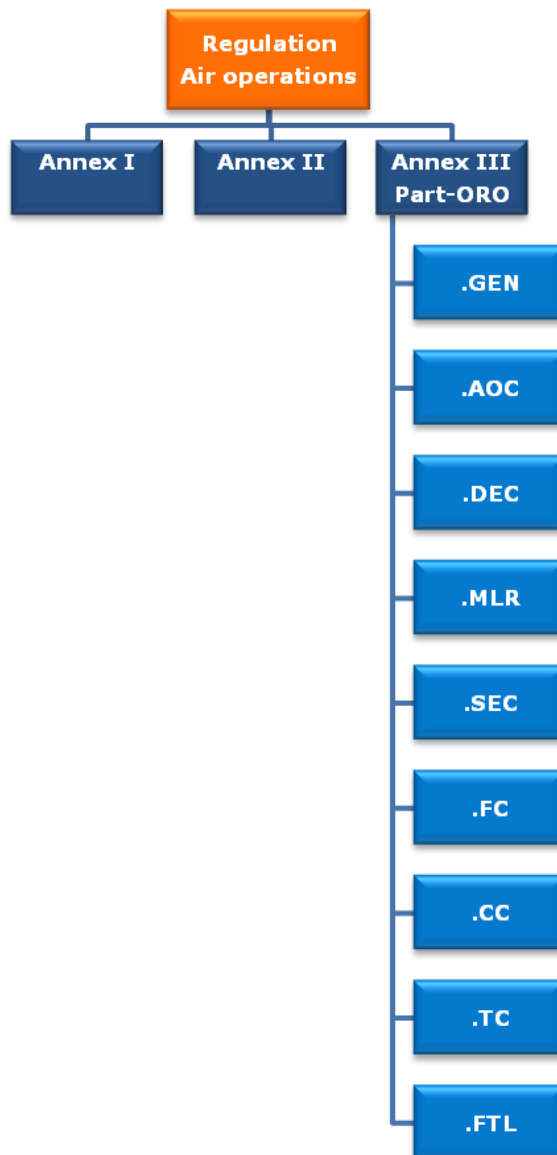 Regulation
Air operations
Annex I
Annex II
Annex III
Part-ORO
.GEN
.AOC
.DEC
.MLR
.SEC
.FC
.CC
.TC
.FTL